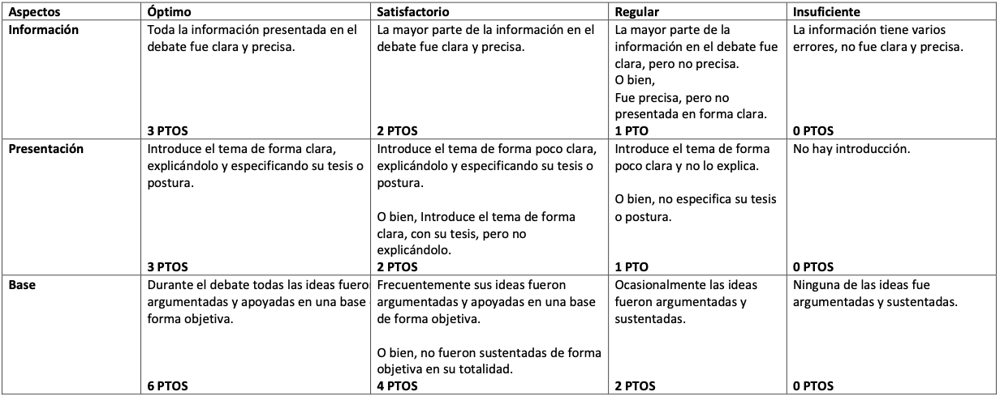 Aspectos Óptimo Satisfactorio Regular Insuficiente
Información
Toda la información presentada en el
debate fue clara y precisa.
3 PTOS
La mayor parte de la información en el
debate fue clara y precisa.
2 PTOS
La mayor parte de la
información en el debate fue
clara, pero no precisa.
O bien,
Fue precisa, pero no
presentada en forma clara.
1 PTO
La información tiene varios
errores, no fue clara y precisa.
0 PTOS
Presentación
Introduce el tema de forma clara,
explicándolo y especificando su tesis o
postura.
3 PTOS
Introduce el tema de forma poco clara,
explicándolo y especificando su tesis o
postura.
O bien, Introduce el tema de forma
clara, con su tesis, pero no
explicándolo.
2 PTOS
Introduce el tema de forma
poco clara y no lo explica.
O bien, no especifica su tesis
o postura.
1 PTO
No hay introducción.
0 PTOS
Base
Durante el debate todas las ideas fuero
argumentadas y apoyadas en una base
forma objetiva.
6 PTOS
Frecuentemente sus ideas fueron
argumentadas y apoyadas en una base
de forma objetiva.
O bien, no fueron sustentadas de forma
objetiva en su totalidad.
4 PTOS
Ocasionalmente las ideas
fueron argumentadas y
sustentadas.
2 PTOS
Ninguna de las ideas fue
argumentadas y sustentadas.
0 PTOS